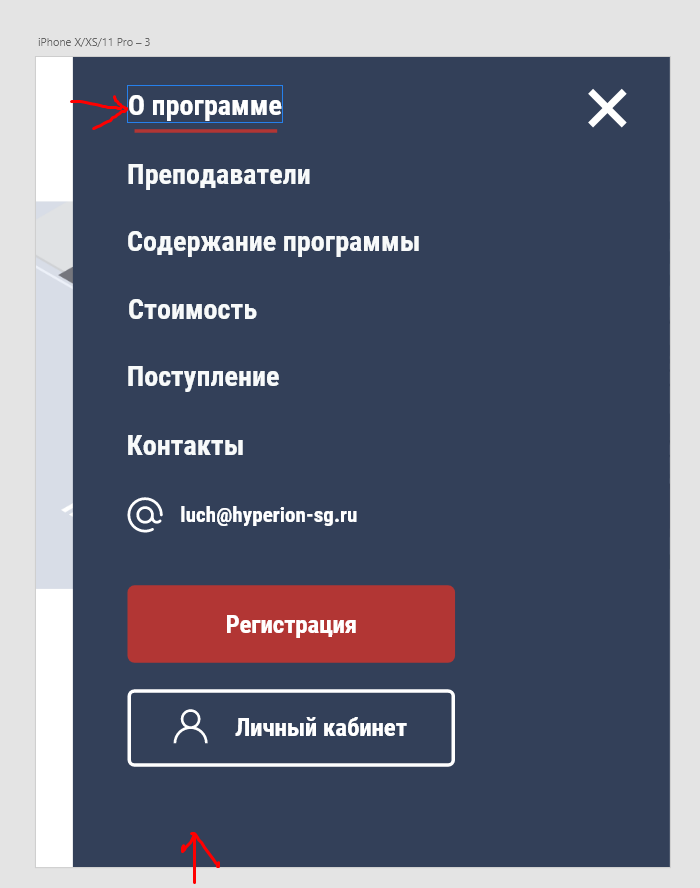 iPhone X/XS/11 Pro – 3
О программе
Преподаватели
Содержание программы
Стоимость
Поступление
Контакты
luch@hyperion-sg.ru
Регистрация
Личный кабинет